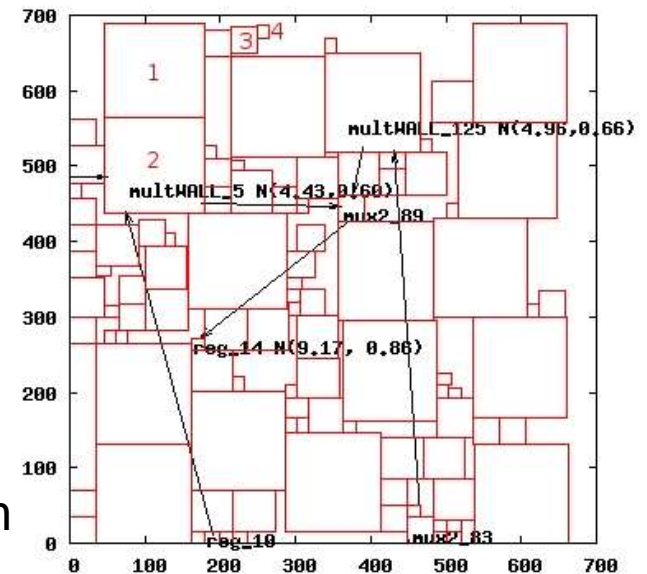 700
3 4
1
600
multWALL_125 N(4.96,0.66)
500
2
multWALL_5 N(4.43,0.60)
mux2_89
400
300
reg_14 N(9.17, 0.86)
200
100
n
0
reg_10 mux2_83
0 100 200 300 400 500 600 700